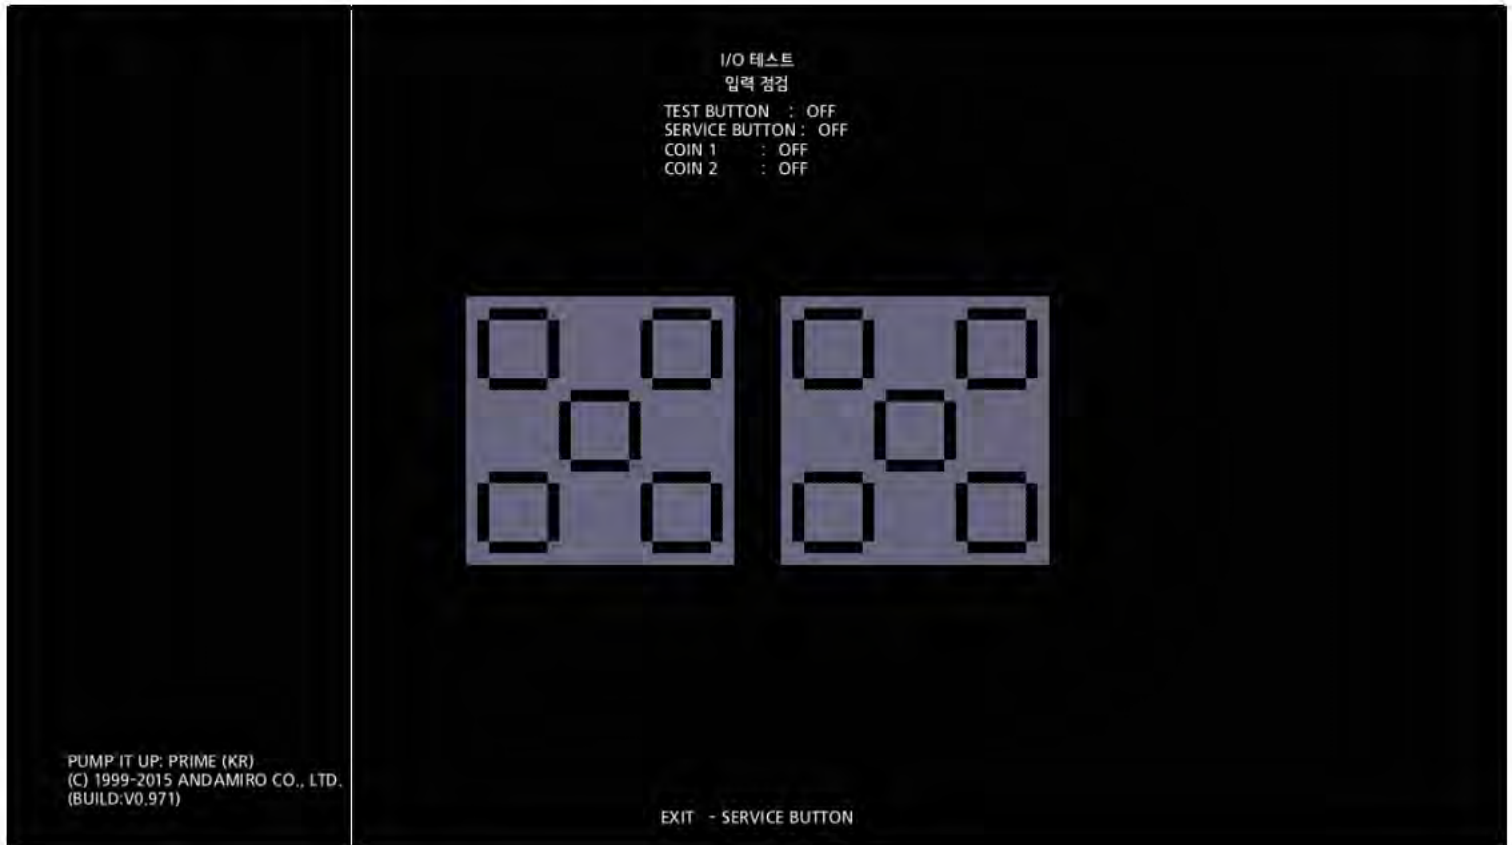 I/O 테스트
입력 점검
TEST BUTTON : OFF
SERVICE BUTTON : OFF
COIN 1 : OFF
COIN 2 : OFF
PUMP IT UP: PRIME (KR)
(C) 1999-2015 ANDAMIRO CO., LTD.
(BUILD:V0.971)
EXIT - SERVICE BUTTON